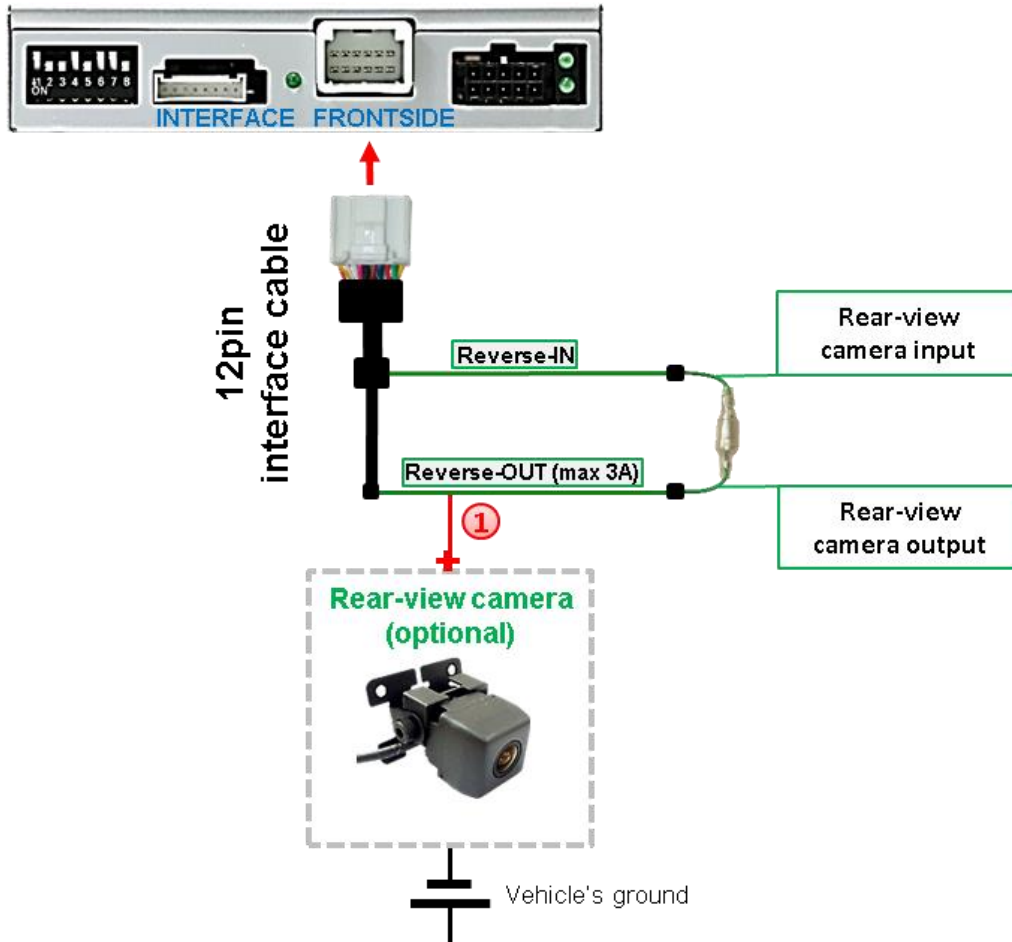 1 2 3 4 5 6 7 8
ON
INTERFACE FRONTSIDE
12pin
interface cable
Reverse-IN
Rear-view
camera input
Reverse-OUT (max 3A)
Rear-view
camera output
1
Rear-view camera
(optional)
Vehicle's ground